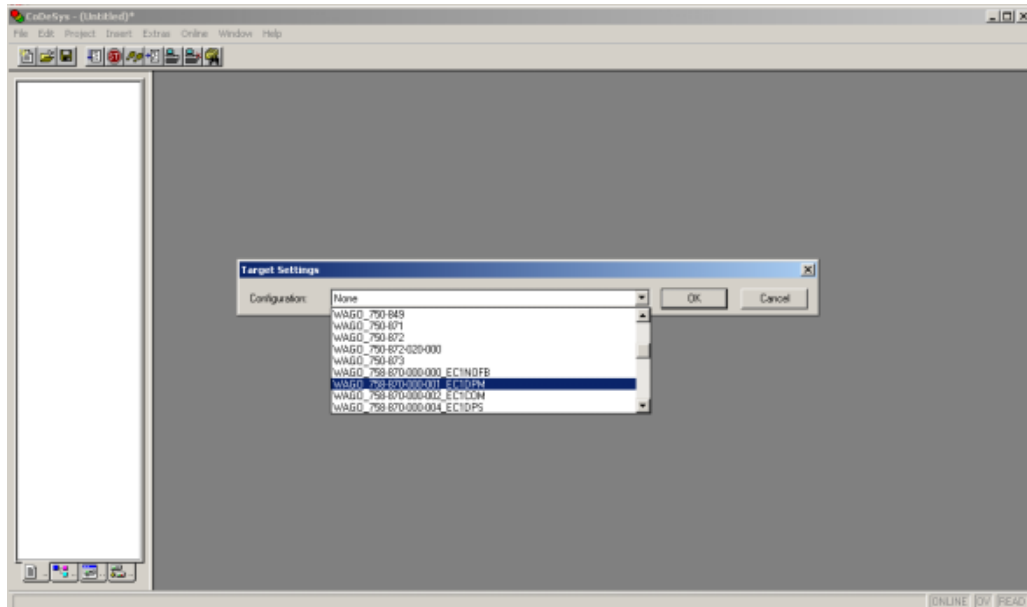 CoDeSys - (Untitled)*
File Edit Project Insert Extras Online Window Help
Target Settings
Configuration: None OK Cancel
WAGO_750-849
WAGO_750-871
WAGO_750-872
WAGO_750-872-020-000
WAGO_750-873
WAGO_758-870-000-000_EC1NOFB
WAGO_758-870-000-001_EC1DPM
WAGO_758-870-000-002_EC1COM
WAGO_758-870-000-004_EC1DPS
ONLINE OV READ